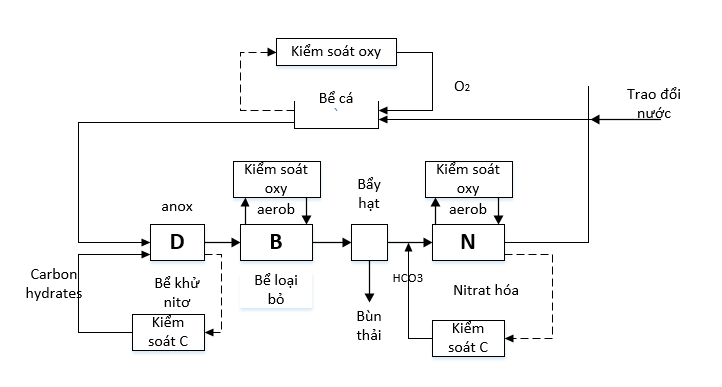 Kiểm soát oxy
O2
Bể cá
Trao đổi
nước
Kiểm soát
oxy
Bẩy
hạt
Kiểm soát
oxy
anox
aerob
aerob
D
B
N
Carbon
hydrates
Bể khử
nitơ
Bể loại
bỏ
HCO3
Nitrat hóa
Bùn
thải
Kiểm
soát C
Kiểm
soát C